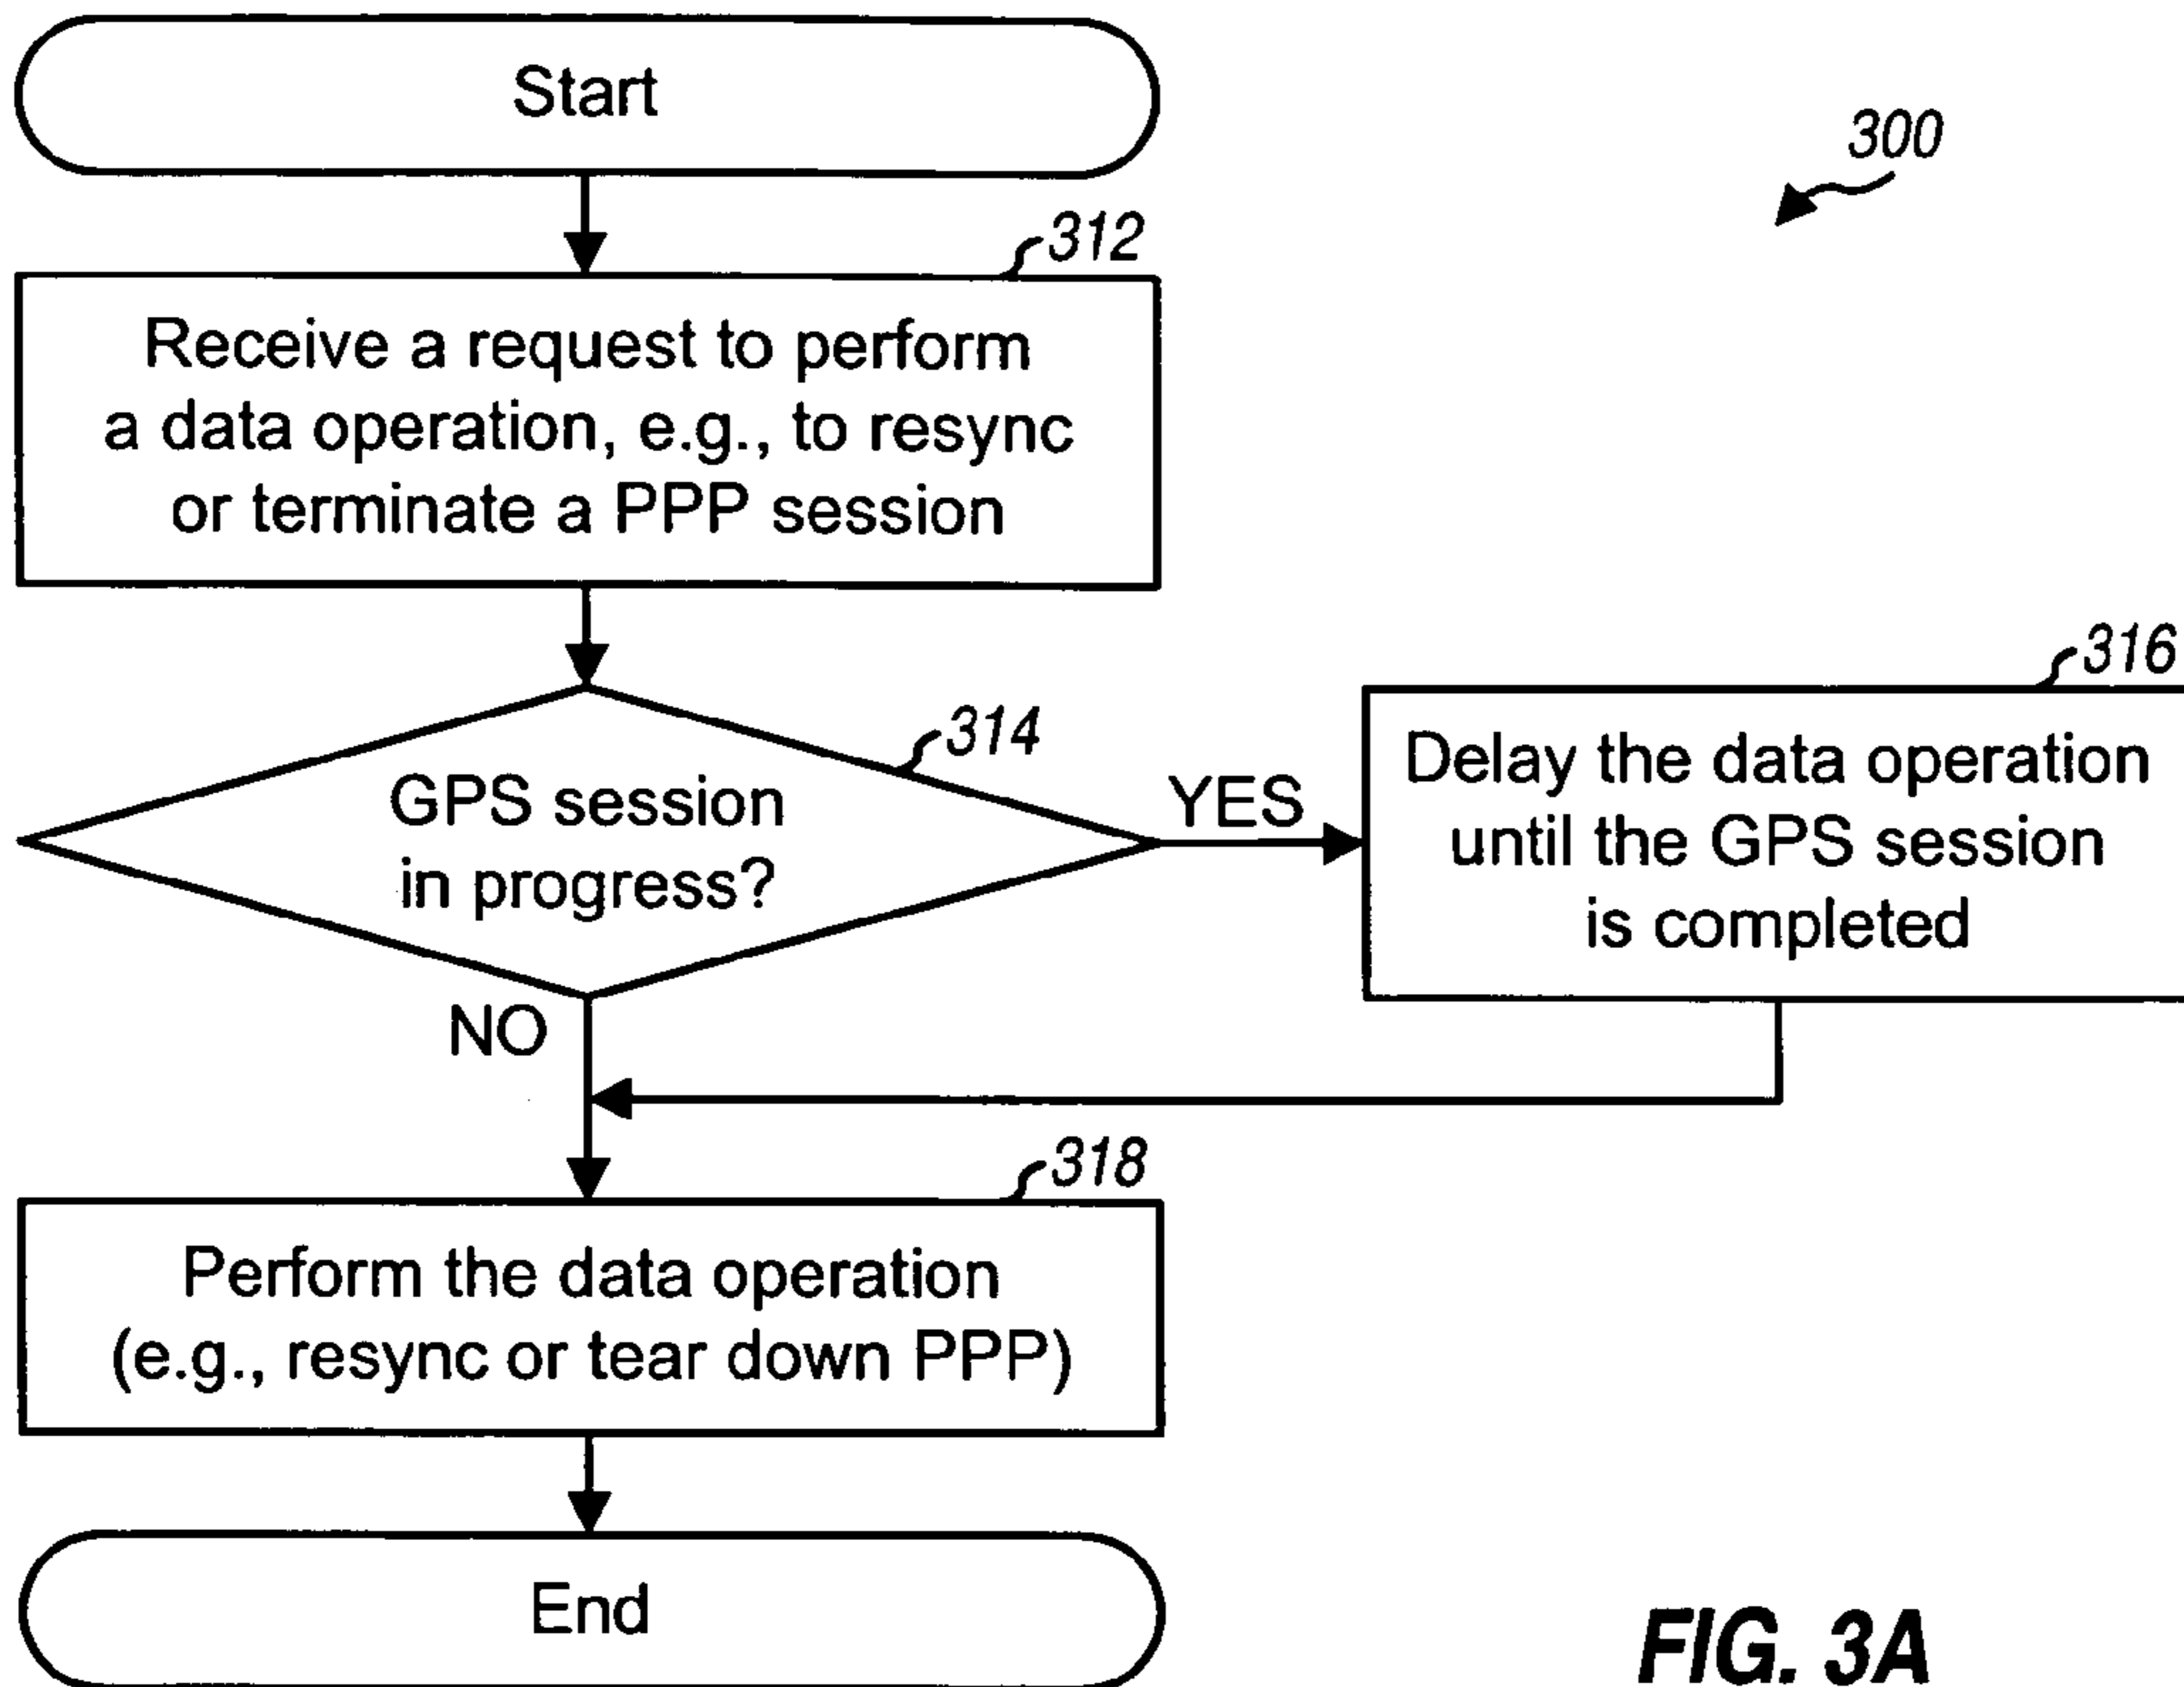 Start
300
312
Receive a request to perform
a data operation, e.g., to resync
or terminate a PPP session
314
GPS session
in progress?
YES
316
Delay the data operation
until the GPS session
is completed
NO
318
Perform the data operation
(e.g., resync or tear down PPP)
End
FIG. 3A